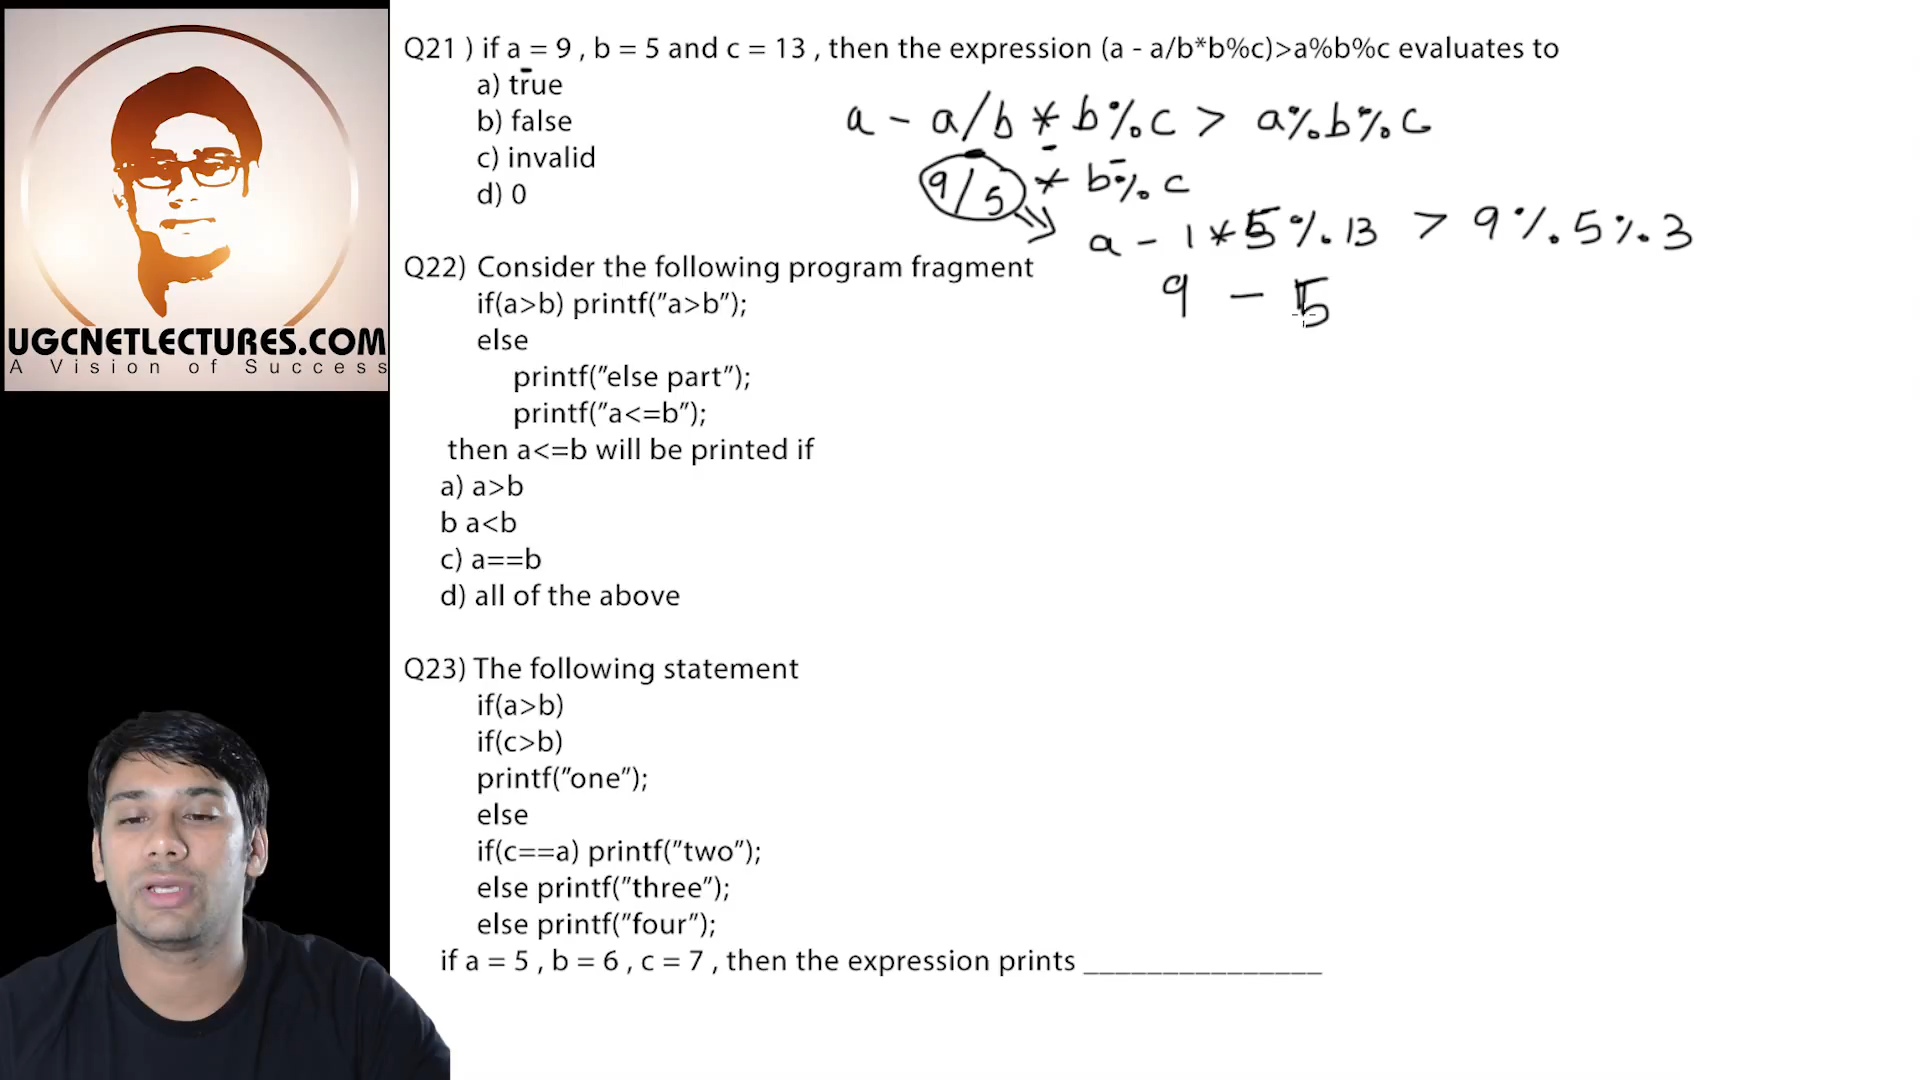 Q21 ) if a = 9 , b = 5 and c = 13 , then the expression (a - a/b*b%c)>a%b%c evaluates to
a) true
b) false
c) invalid
d) 0
a - a/b * b%c > a%b%c
9/5 * b%c
a - 1 * 5 % 13 > 9 % 5 % 3
9 - 5
Q22) Consider the following program fragment
if(a>b) printf("a>b");
else
printf("else part");
printf("a<=b");
then a<=b will be printed if
a) a>b
b a<b
c) a==b
d) all of the above
Q23) The following statement
if(a>b)
if(c>b)
printf("one");
else
if(c==a) printf("two");
else printf("three");
else printf("four");
if a = 5 , b = 6 , c = 7 , then the expression prints _______________
UGCNETLECTURES.COM
A Vision of Success